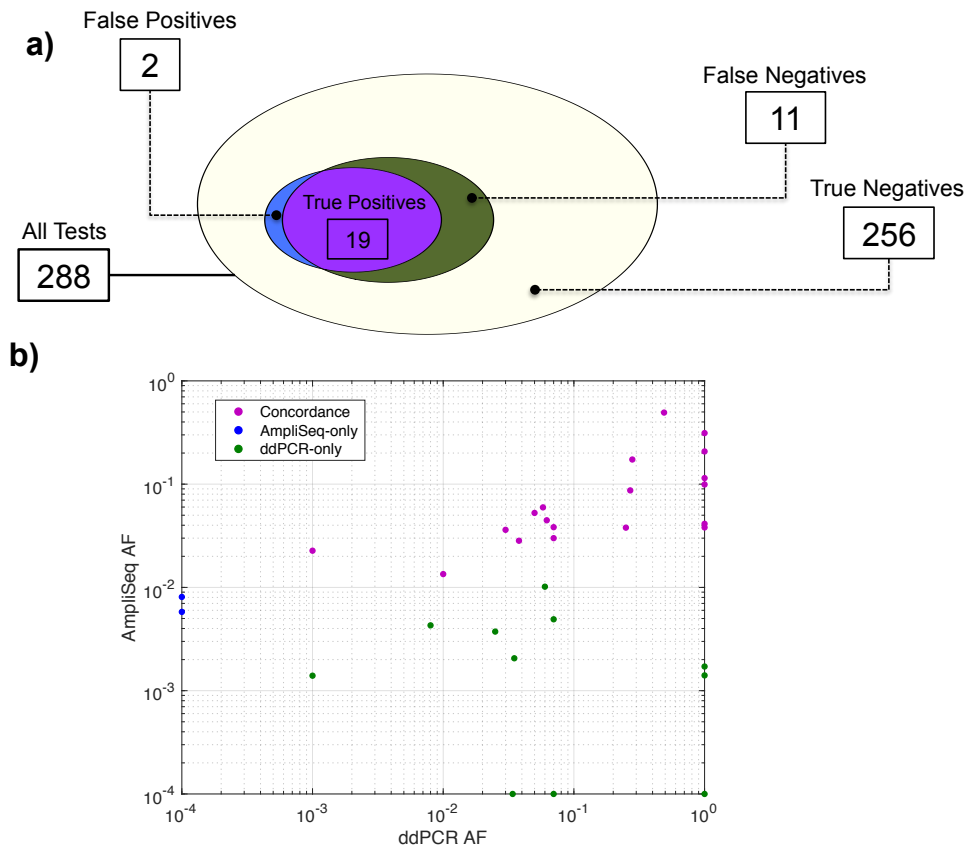 a)
False Positives
2
False Negatives
11
True Positives
19
True Negatives
256
All Tests
288
b)
Concordance
AmpliSeq-only
ddPCR-only
AmpliSeq AF
10^0
10^-1
10^-2
10^-3
10^-4
10^-4 10^-3 10^-2 10^-1 10^0
ddPCR AF